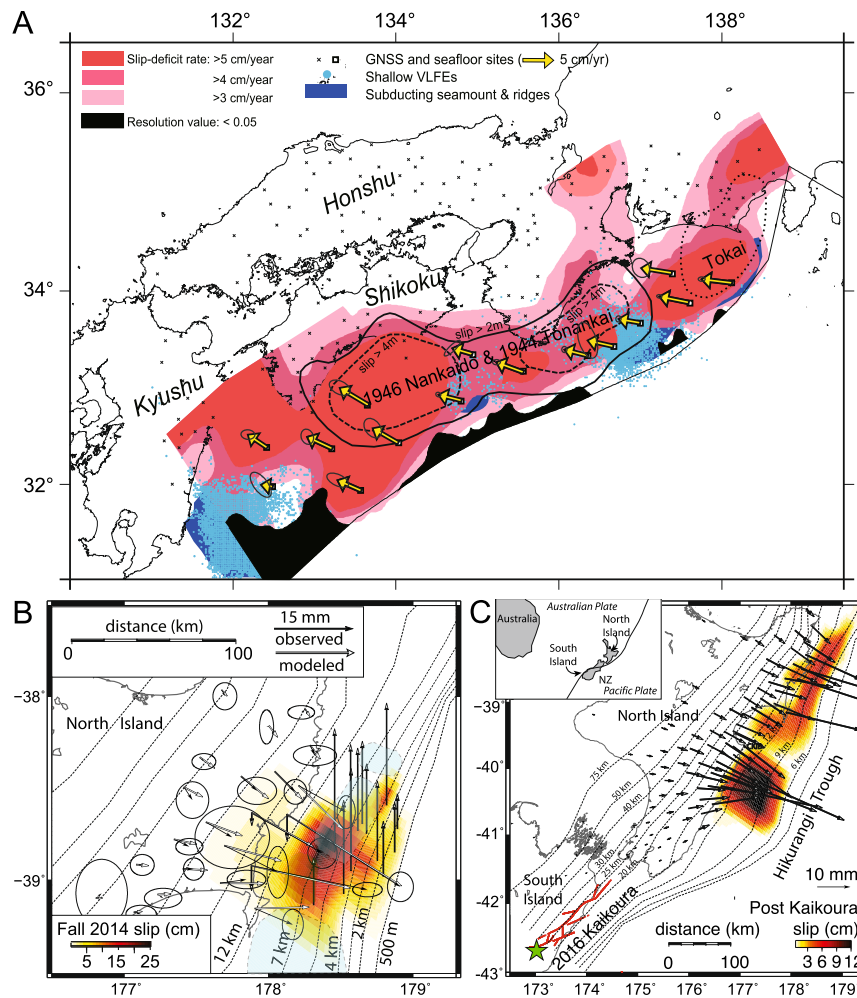 132° 134° 136° 138°
A
Slip-deficit rate: >5 cm/year
>4 cm/year
>3 cm/year
Resolution value: < 0.05
GNSS and seafloor sites ( 5 cm/yr)
Shallow VLFEs
Subducting seamount & ridges
36°
34°
32°
Honshu
Shikoku
Kyushu
Tokai
slip > 4m
slip > 2m
slip > 4m
1946 Nankaido & 1944 Tonankai
B
distance (km)
0 100
15 mm
observed
modeled
−38°
−39°
North Island
Fall 2014 slip (cm)
5 15 25
12 km
7 km
4 km
2 km
500 m
177° 178° 179°
C
Australian Plate
Australia
North
Island
South
Island
NZ
Pacific Plate
−39°
−40°
−41°
−42°
−43°
North Island
75 km
50 km
40 km
30 km
25 km
20 km
12 km
9 km
6 km
Hikurangi Trough
South
Island
2016 Kaikoura
10 mm
Post Kaikoura
slip (cm)
3 6 9 12
distance (km)
0 100
173 174 175 176 177 178 179